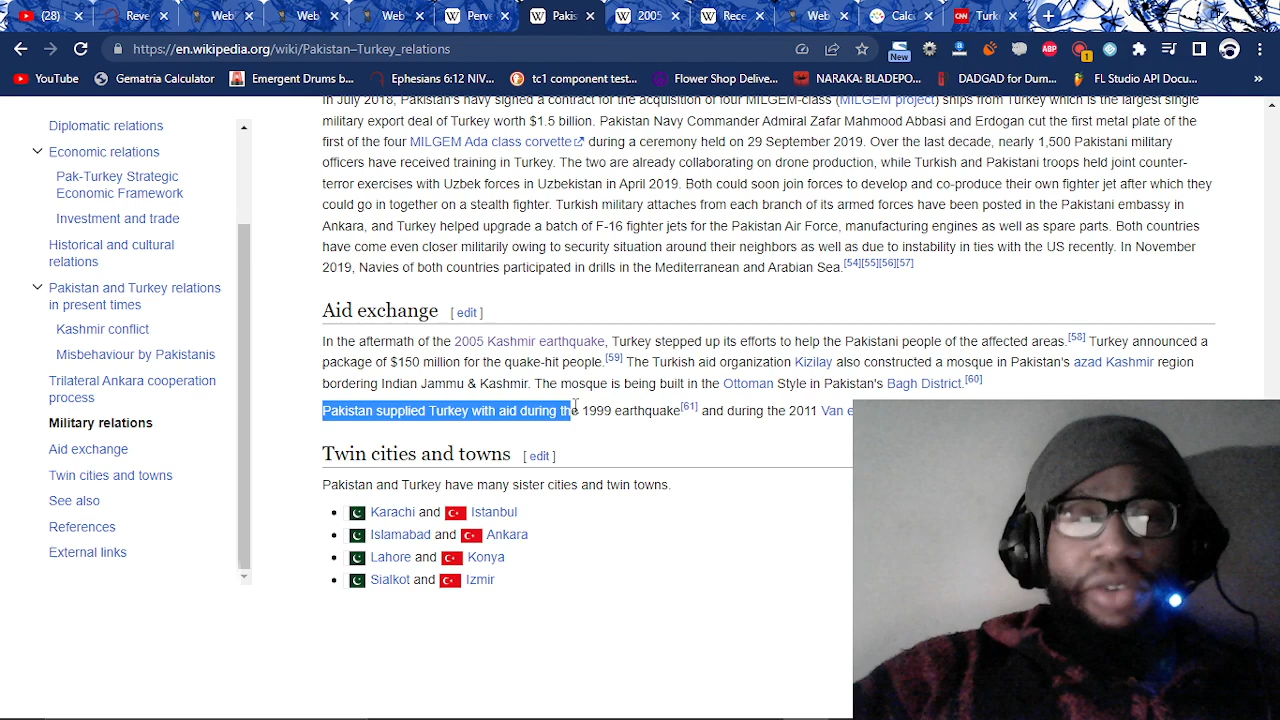 (28)
Reve
Web
Web
Web
Perve
Pakis
2005
Rece
Web
Calcu
CNN Turk
https://en.wikipedia.org/wiki/Pakistan–Turkey_relations
New
ABP
1
YouTube
Gematria Calculator
Emergent Drums b...
Ephesians 6:12 NIV...
tc1 component test...
Flower Shop Delive...
NARAKA: BLADEPO...
DADGAD for Dum...
FL Studio API Docu...
»
Diplomatic relations
Economic relations
Pak-Turkey Strategic
Economic Framework
Investment and trade
Historical and cultural
relations
Pakistan and Turkey relations
in present times
Kashmir conflict
Misbehaviour by Pakistanis
Trilateral Ankara cooperation
process
Military relations
Aid exchange
Twin cities and towns
See also
References
External links
In July 2018, Pakistan's navy signed a contract for the acquisition of four MILGEM-class (MILGEM project) ships from Turkey which is the largest single
military export deal of Turkey worth $1.5 billion. Pakistan Navy Commander Admiral Zafar Mahmood Abbasi and Erdogan cut the first metal plate of the
first of the four MILGEM Ada class corvette during a ceremony held on 29 September 2019. Over the last decade, nearly 1,500 Pakistani military
officers have received training in Turkey. The two are already collaborating on drone production, while Turkish and Pakistani troops held joint counter-
terror exercises with Uzbek forces in Uzbekistan in April 2019. Both could soon join forces to develop and co-produce their own fighter jet after which they
could go in together on a stealth fighter. Turkish military attaches from each branch of its armed forces have been posted in the Pakistani embassy in
Ankara, and Turkey helped upgrade a batch of F-16 fighter jets for the Pakistan Air Force, manufacturing engines as well as spare parts. Both countries
have come even closer militarily owing to security situation around their neighbors as well as due to instability in ties with the US recently. In November
2019, Navies of both countries participated in drills in the Mediterranean and Arabian Sea.[54][55][56][57]
Aid exchange [ edit ]
In the aftermath of the 2005 Kashmir earthquake, Turkey stepped up its efforts to help the Pakistani people of the affected areas.[58] Turkey announced a
package of $150 million for the quake-hit people.[59] The Turkish aid organization Kizilay also constructed a mosque in Pakistan's azad Kashmir region
bordering Indian Jammu & Kashmir. The mosque is being built in the Ottoman Style in Pakistan's Bagh District.[60]
Pakistan supplied Turkey with aid during the 1999 earthquake[61] and during the 2011 Van e
Twin cities and towns [ edit ]
Pakistan and Turkey have many sister cities and twin towns.
Karachi and Istanbul
Islamabad and Ankara
Lahore and Konya
Sialkot and Izmir